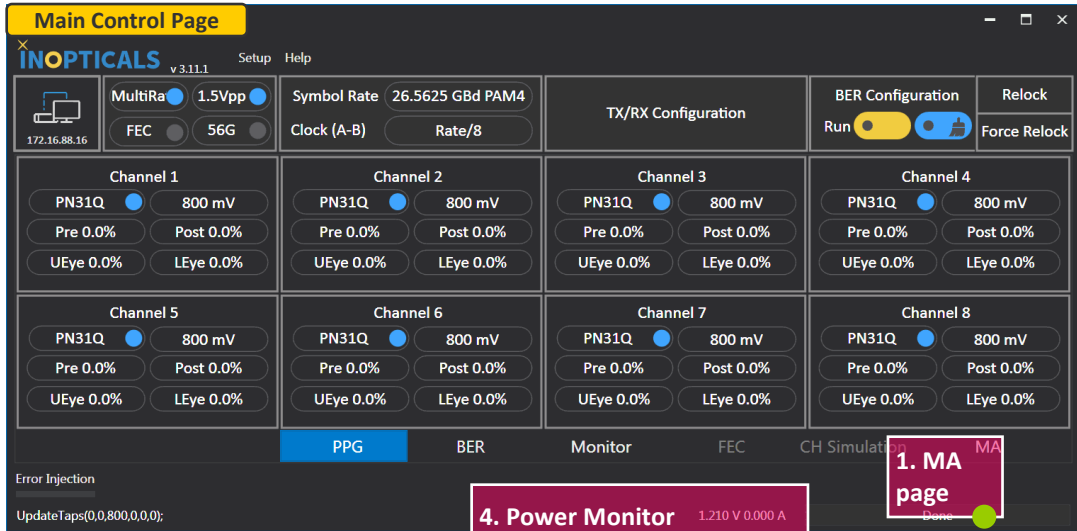 Main Control Page
INOPTICALS v 3.11.1 Setup Help
172.16.88.16
MultiRa 1.5Vpp
FEC 56G
Symbol Rate 26.5625 GBd PAM4
Clock (A-B) Rate/8
TX/RX Configuration
BER Configuration
Run
Relock
Force Relock
Channel 1
PN31Q 800 mV
Pre 0.0% Post 0.0%
UEye 0.0% LEye 0.0%
Channel 2
PN31Q 800 mV
Pre 0.0% Post 0.0%
UEye 0.0% LEye 0.0%
Channel 3
PN31Q 800 mV
Pre 0.0% Post 0.0%
UEye 0.0% LEye 0.0%
Channel 4
PN31Q 800 mV
Pre 0.0% Post 0.0%
UEye 0.0% LEye 0.0%
Channel 5
PN31Q 800 mV
Pre 0.0% Post 0.0%
UEye 0.0% LEye 0.0%
Channel 6
PN31Q 800 mV
Pre 0.0% Post 0.0%
UEye 0.0% LEye 0.0%
Channel 7
PN31Q 800 mV
Pre 0.0% Post 0.0%
UEye 0.0% LEye 0.0%
Channel 8
PN31Q 800 mV
Pre 0.0% Post 0.0%
UEye 0.0% LEye 0.0%
PPG BER Monitor FEC CH Simulation MA
1. MA
page
Error Injection
UpdateTaps(0,0,800,0,0,0);
4. Power Monitor 1.210 V 0.000 A
Done